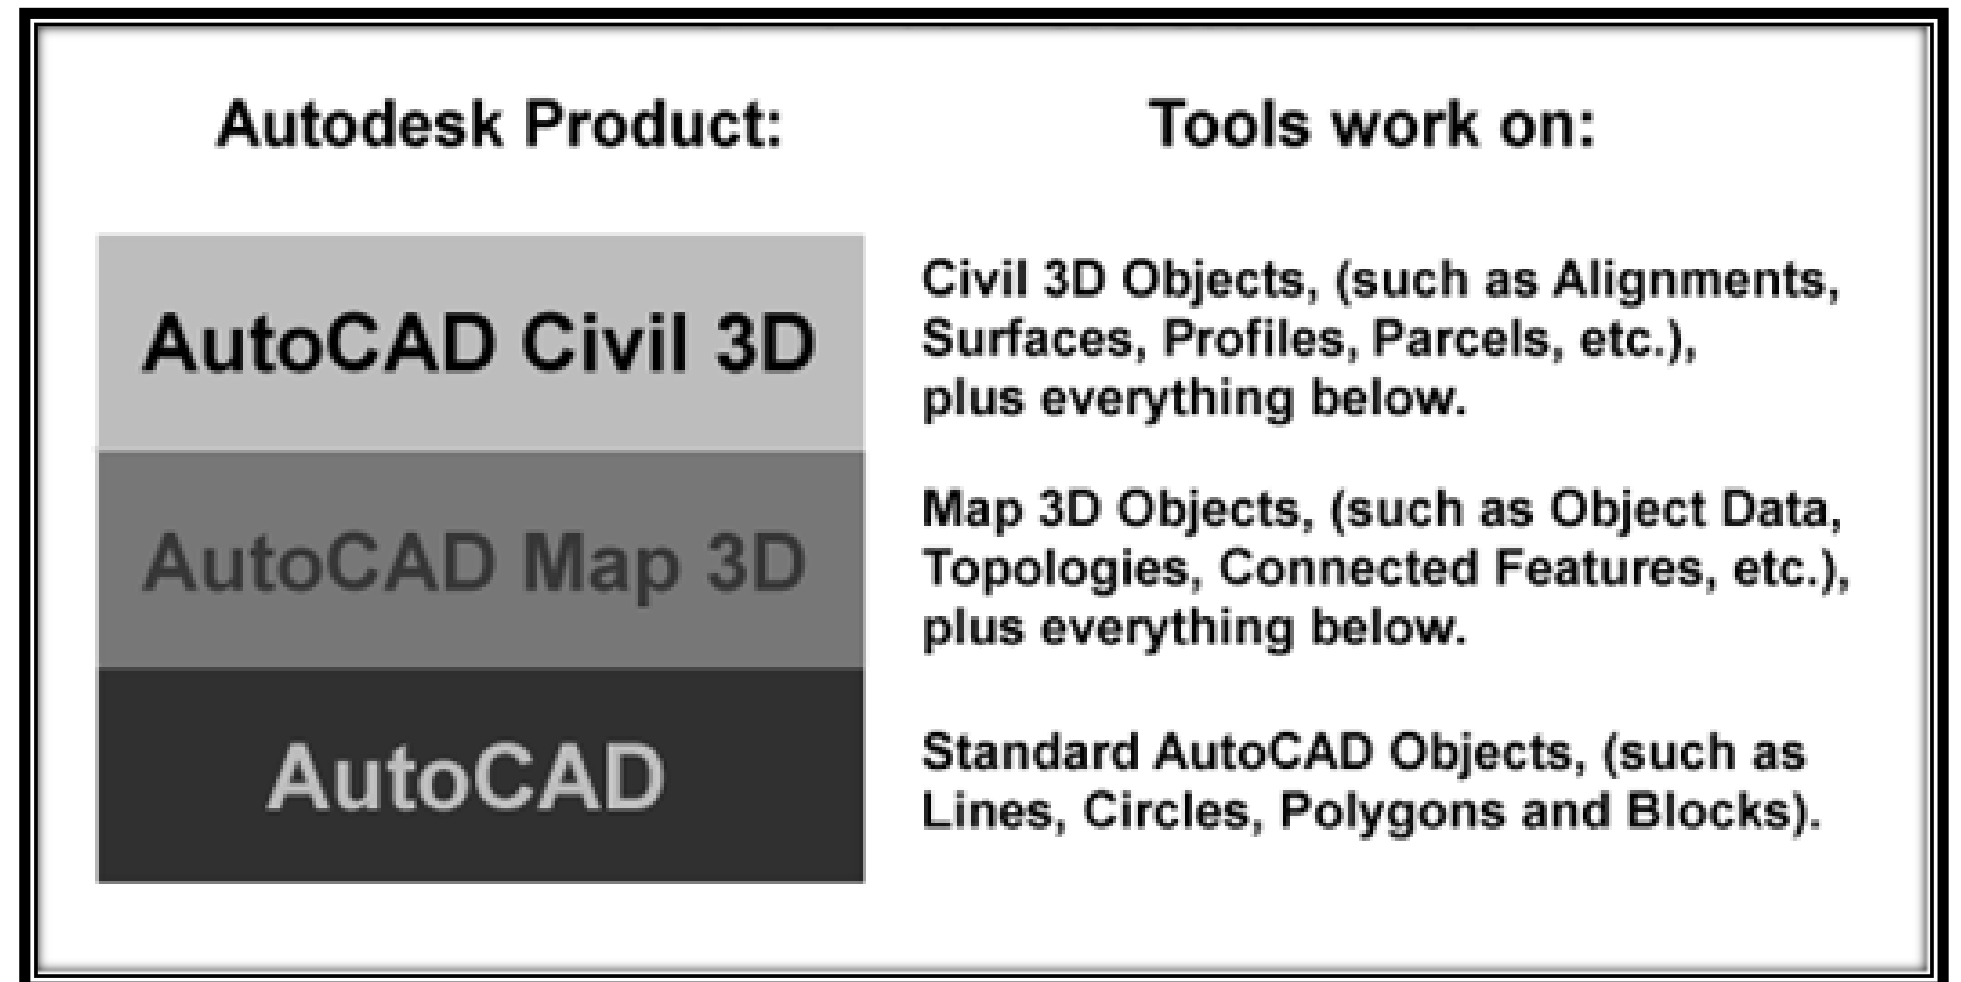 Autodesk Product:
Tools work on:
AutoCAD Civil 3D
Civil 3D Objects, (such as Alignments,
Surfaces, Profiles, Parcels, etc.),
plus everything below.
AutoCAD Map 3D
Map 3D Objects, (such as Object Data,
Topologies, Connected Features, etc.),
plus everything below.
AutoCAD
Standard AutoCAD Objects, (such as
Lines, Circles, Polygons and Blocks).